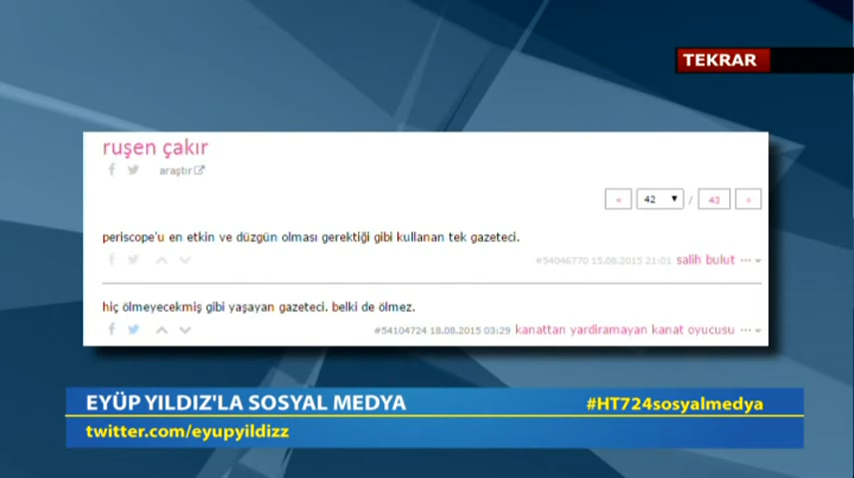 TEKRAR
ruşen çakır
araştır
«
42
/
43
»
periscope'u en etkin ve düzgün olması gerektiği gibi kullanan tek gazeteci.
#54046770 15.08.2015 21:01 salih bulut
hiç ölmeyecekmiş gibi yaşayan gazeteci. belki de ölmez.
#54104724 18.08.2015 03:29 kanattan yardiramayan kanat oyucusu
EYÜP YILDIZ'LA SOSYAL MEDYA
#HT724sosyalmedya
twitter.com/eyupyildizz